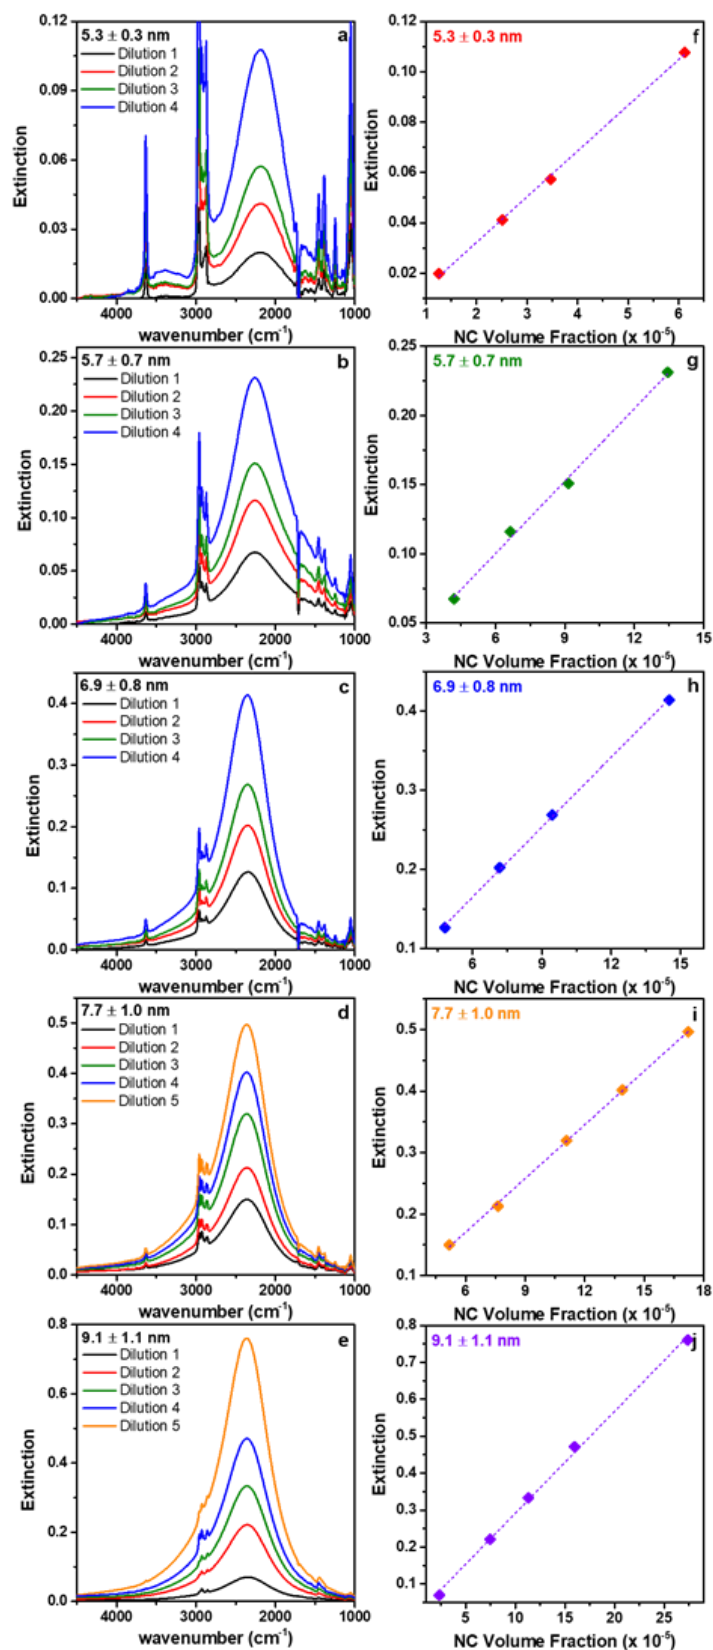 5.3 ± 0.3 nm
a
Dilution 1
Dilution 2
Dilution 3
Dilution 4
0.12
0.09
0.06
0.03
0.00
Extinction
4000 3000 2000 1000
wavenumber (cm⁻¹)
5.3 ± 0.3 nm
f
0.12
0.10
0.08
0.06
0.04
0.02
Extinction
1 2 3 4 5 6
NC Volume Fraction (x 10⁻⁵)
5.7 ± 0.7 nm
b
Dilution 1
Dilution 2
Dilution 3
Dilution 4
0.25
0.20
0.15
0.10
0.05
0.00
Extinction
4000 3000 2000 1000
wavenumber (cm⁻¹)
5.7 ± 0.7 nm
g
0.25
0.20
0.15
0.10
0.05
Extinction
3 6 9 12 15
NC Volume Fraction (x 10⁻⁵)
6.9 ± 0.8 nm
c
Dilution 1
Dilution 2
Dilution 3
Dilution 4
0.4
0.3
0.2
0.1
0.0
Extinction
4000 3000 2000 1000
wavenumber (cm⁻¹)
6.9 ± 0.8 nm
h
0.4
0.3
0.2
0.1
Extinction
6 9 12 15
NC Volume Fraction (x 10⁻⁵)
7.7 ± 1.0 nm
d
Dilution 1
Dilution 2
Dilution 3
Dilution 4
Dilution 5
0.5
0.4
0.3
0.2
0.1
0.0
Extinction
4000 3000 2000 1000
wavenumber (cm⁻¹)
7.7 ± 1.0 nm
i
0.5
0.4
0.3
0.2
0.1
Extinction
6 9 12 15 18
NC Volume Fraction (x 10⁻⁵)
9.1 ± 1.1 nm
e
Dilution 1
Dilution 2
Dilution 3
Dilution 4
Dilution 5
0.8
0.6
0.4
0.2
0.0
Extinction
4000 3000 2000 1000
wavenumber (cm⁻¹)
9.1 ± 1.1 nm
j
0.8
0.7
0.6
0.5
0.4
0.3
0.2
0.1
Extinction
5 10 15 20 25
NC Volume Fraction (x 10⁻⁵)